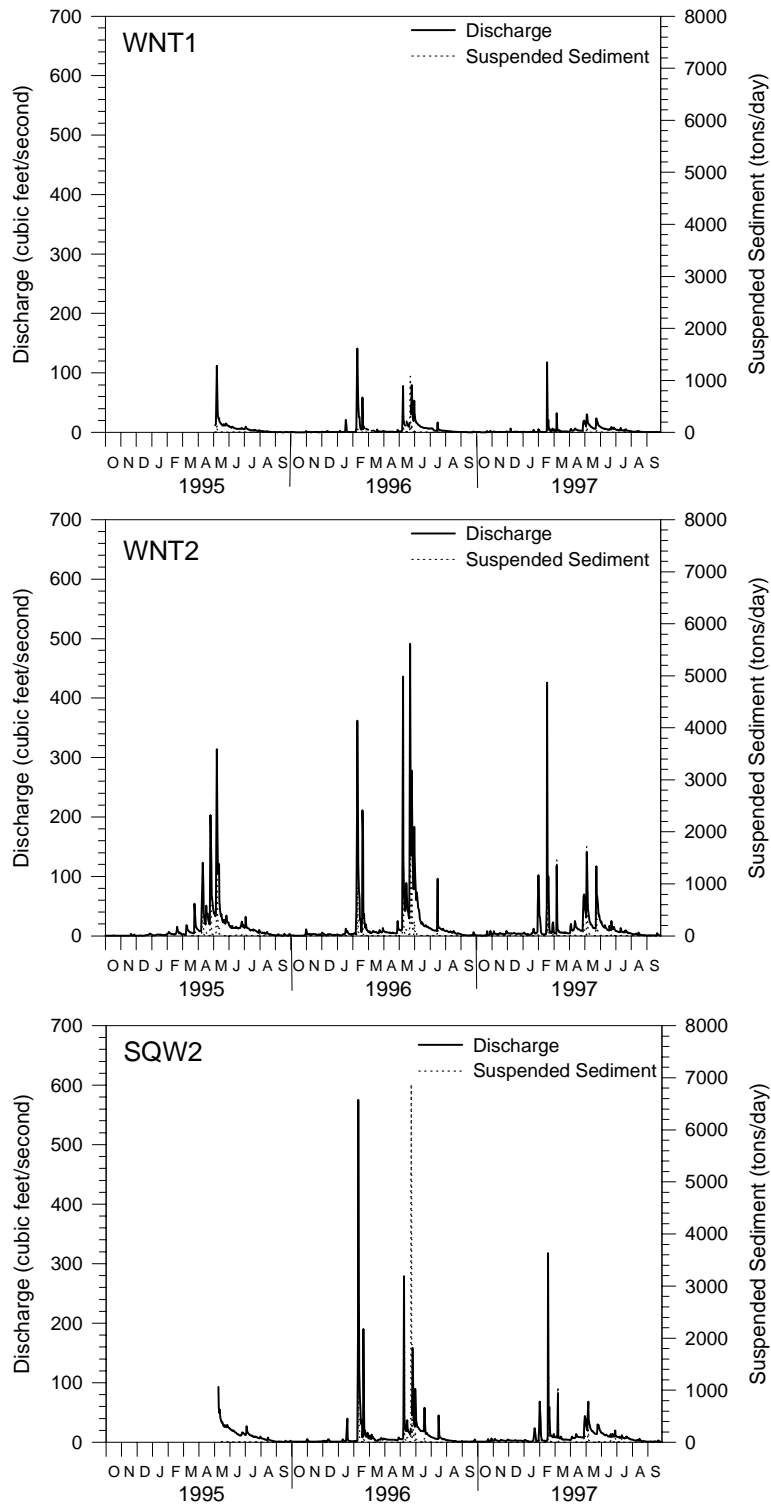 WNT1
Discharge
Suspended Sediment
Discharge (cubic feet/second)
700
600
500
400
300
200
100
0
Suspended Sediment (tons/day)
8000
7000
6000
5000
4000
3000
2000
1000
0
O N D J F M A M J J A S O N D J F M A M J J A S O N D J F M A M J J A S
1995 1996 1997
WNT2
Discharge
Suspended Sediment
Discharge (cubic feet/second)
700
600
500
400
300
200
100
0
Suspended Sediment (tons/day)
8000
7000
6000
5000
4000
3000
2000
1000
0
O N D J F M A M J J A S O N D J F M A M J J A S O N D J F M A M J J A S
1995 1996 1997
SQW2
Discharge
Suspended Sediment
Discharge (cubic feet/second)
700
600
500
400
300
200
100
0
Suspended Sediment (tons/day)
8000
7000
6000
5000
4000
3000
2000
1000
0
O N D J F M A M J J A S O N D J F M A M J J A S O N D J F M A M J J A S
1995 1996 1997